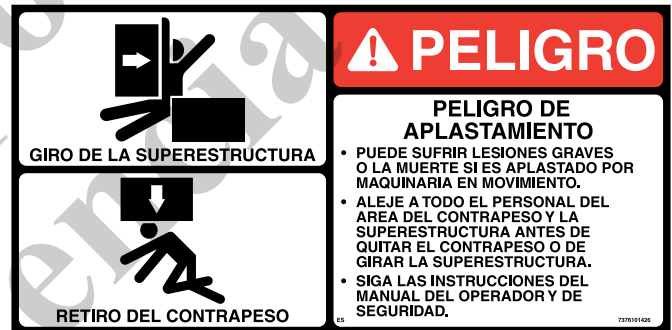 GIRO DE LA SUPERESTRUCTURA
RETIRO DEL CONTRAPESO
PELIGRO
PELIGRO DE
APLASTAMIENTO
• PUEDE SUFRIR LESIONES GRAVES
O LA MUERTE SI ES APLASTADO POR
MAQUINARIA EN MOVIMIENTO.
• ALEJE A TODO EL PERSONAL DEL
AREA DEL CONTRAPESO Y LA
SUPERESTRUCTURA ANTES DE
QUITAR EL CONTRAPESO O DE
GIRAR LA SUPERESTRUCTURA.
• SIGA LAS INSTRUCCIONES DEL
MANUAL DEL OPERADOR Y DE
SEGURIDAD.
ES
7376101426